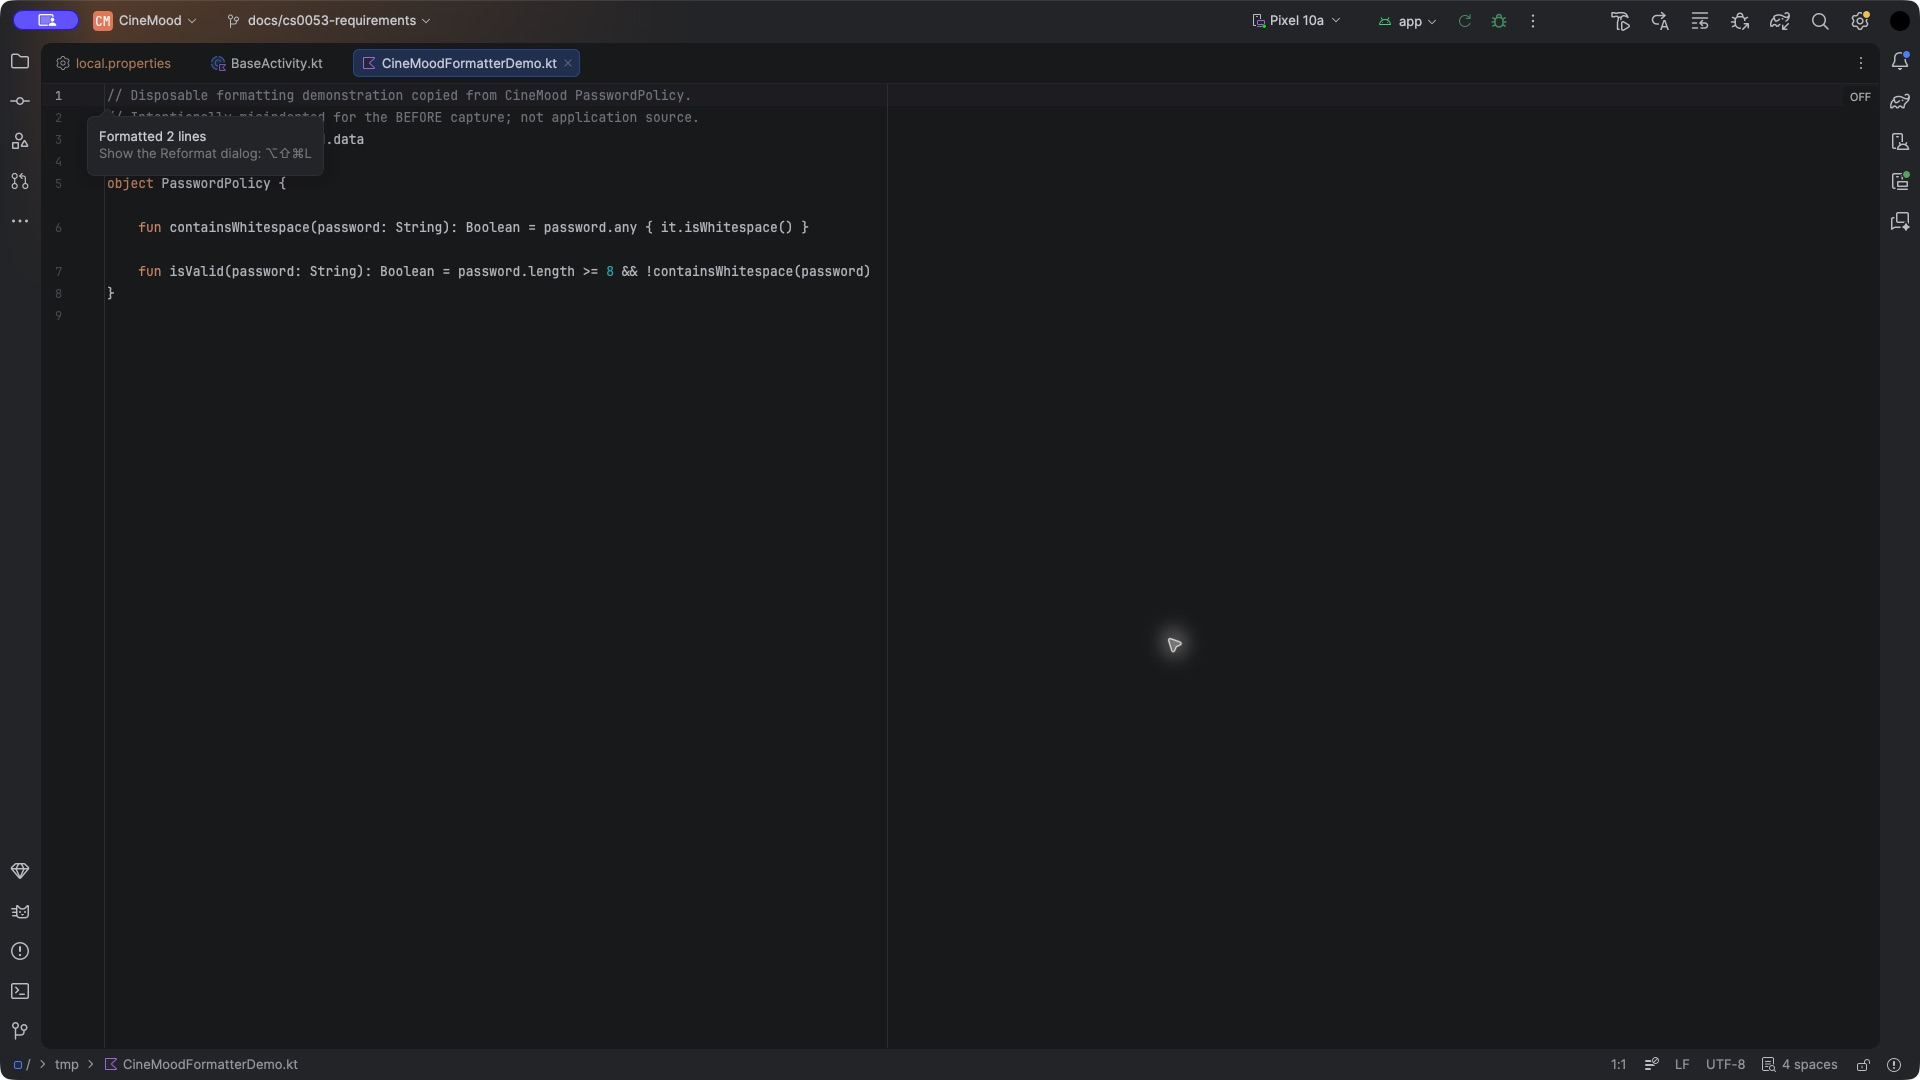 CM CineMood docs/cs0053-requirements Pixel 10a app
local.properties BaseActivity.kt CineMoodFormatterDemo.kt
1 // Disposable formatting demonstration copied from CineMood PasswordPolicy.
OFF
2 for the BEFORE capture; not application source.
Formatted 2 lines
3 .data
Show the Reformat dialog: ⌥⇧⌘L
4
5 object PasswordPolicy {
6 fun containsWhitespace(password: String): Boolean = password.any { it.isWhitespace() }
7 fun isValid(password: String): Boolean = password.length >= 8 && !containsWhitespace(password)
8 }
9
/ > tmp > CineMoodFormatterDemo.kt 1:1 LF UTF-8 4 spaces